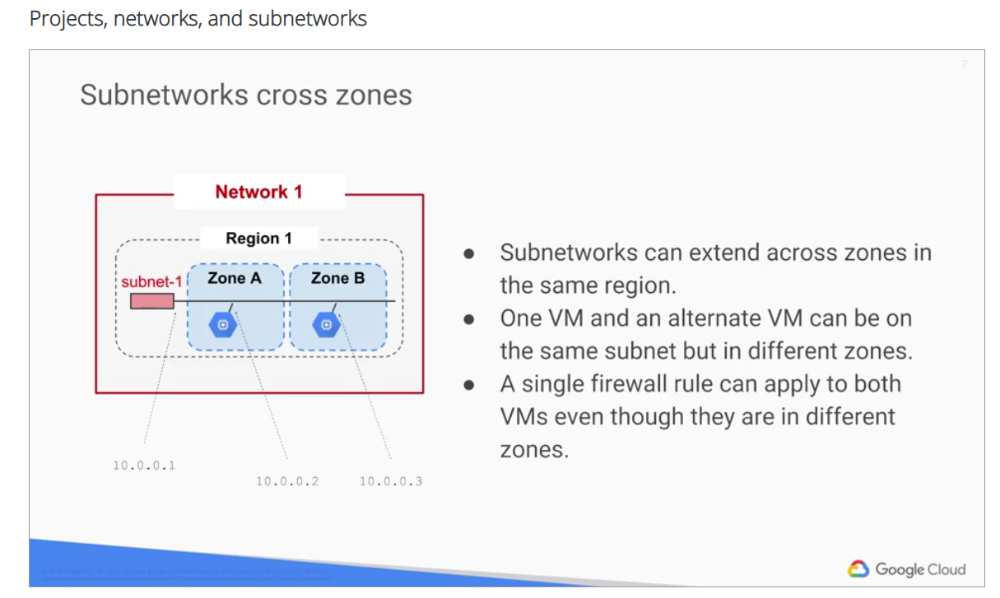 Projects, networks, and subnetworks
7
Subnetworks cross zones
Network 1
Region 1
subnet-1
Zone A
Zone B
10.0.0.1
10.0.0.2
10.0.0.3
● Subnetworks can extend across zones in
the same region.
● One VM and an alternate VM can be on
the same subnet but in different zones.
● A single firewall rule can apply to both
VMs even though they are in different
zones.
Google Cloud